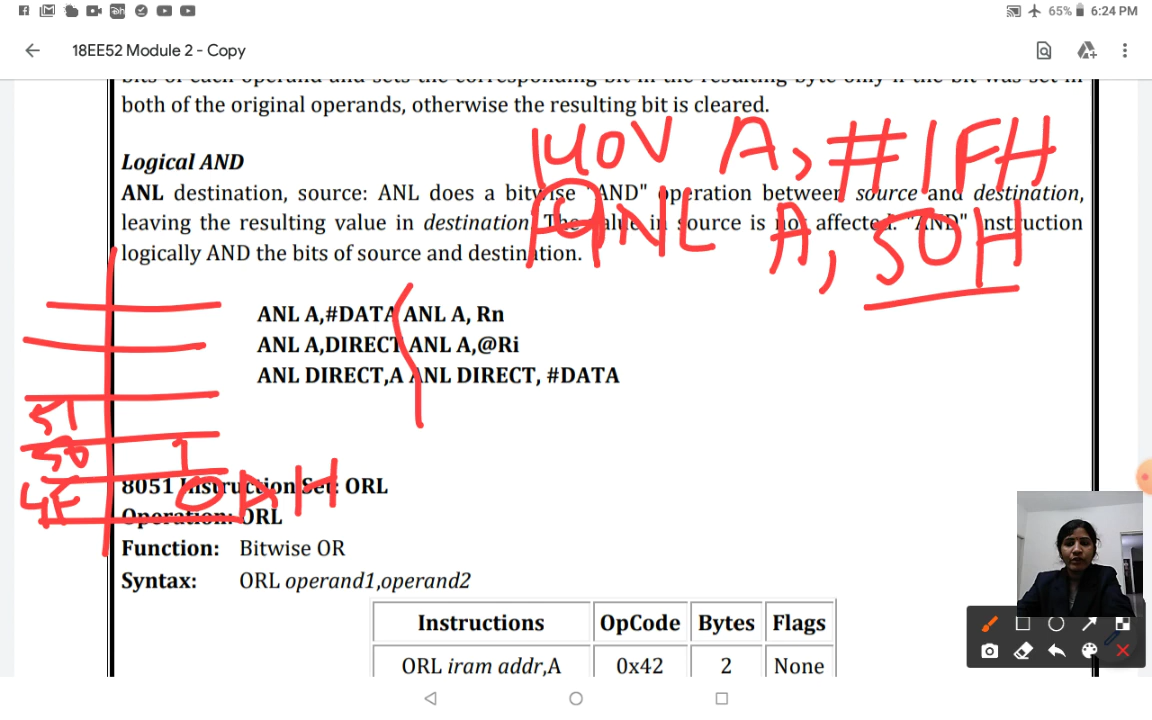 65% 6:24 PM
18EE52 Module 2 - Copy
both of the original operands, otherwise the resulting bit is cleared.
MOV A, #1FH
Logical AND
ANL destination, source: ANL does a bitwise "AND" operation between source and destination,
leaving the resulting value in destination. The value in source is not affected. "AND" instruction
ANL A, 50H
logically AND the bits of source and destination.
ANL A,#DATA ANL A, Rn
ANL A,DIRECT ANL A,@Ri
ANL DIRECT,A ANL DIRECT, #DATA
51
50 1
4F 0AH
8051 Instruction Set: ORL
Operation: ORL
Function: Bitwise OR
Syntax: ORL operand1,operand2
Instructions OpCode Bytes Flags
ORL iram addr,A 0x42 2 None